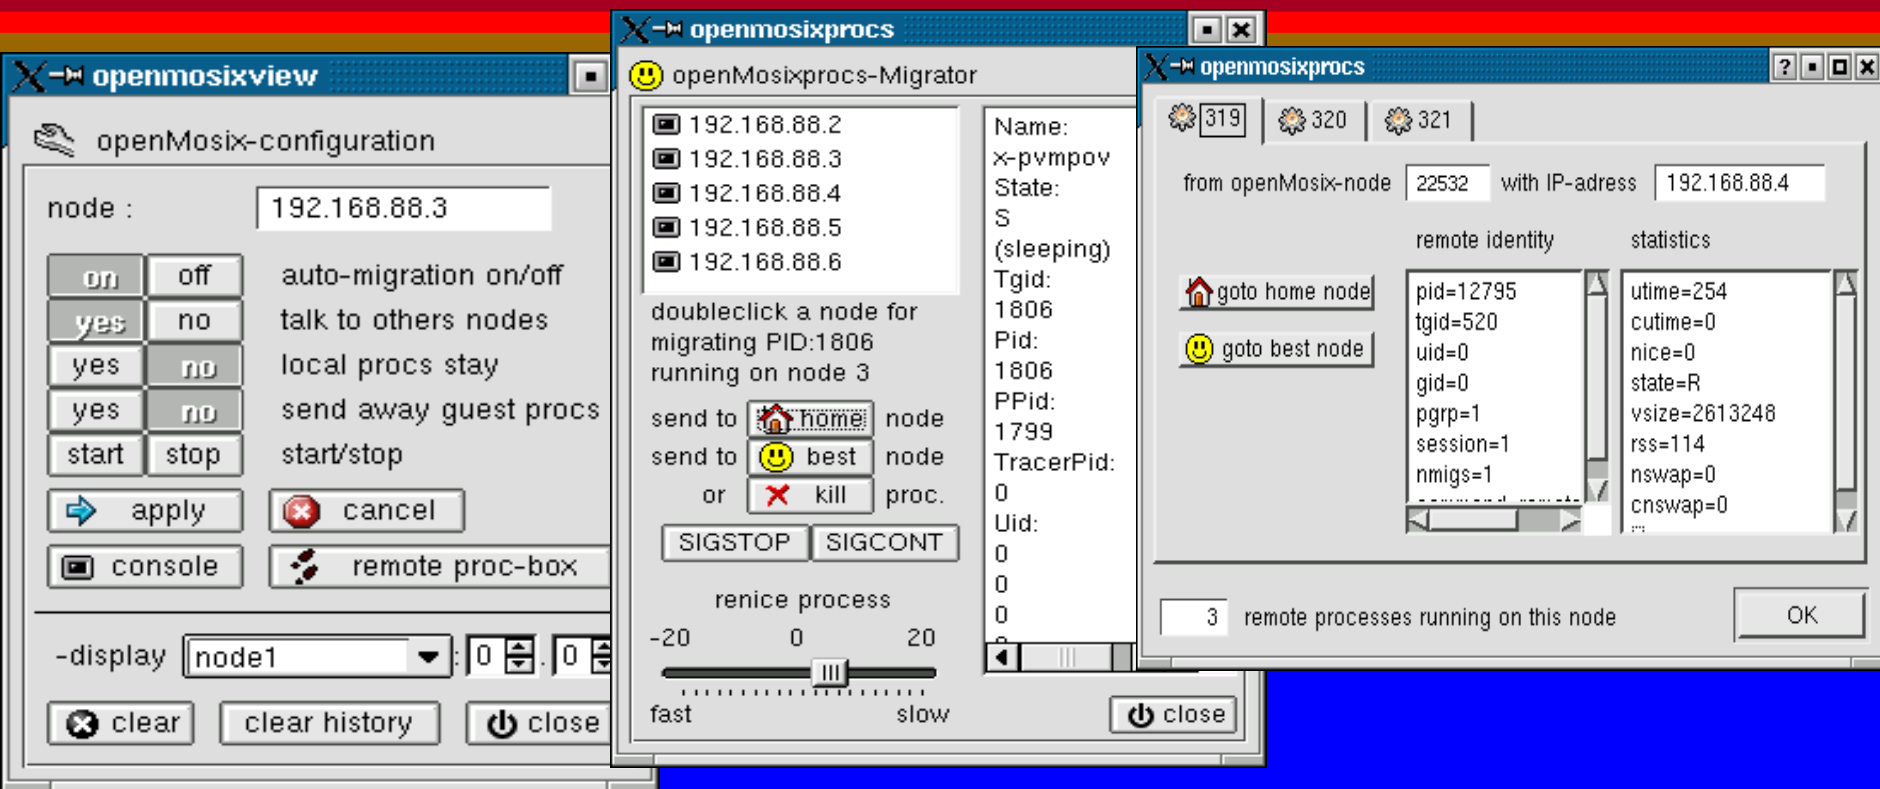 openmosixview
openMosix-configuration
node :
192.168.88.3
on off auto-migration on/off
yes no talk to others nodes
yes no local procs stay
yes no send away guest procs
start stop start/stop
apply cancel
console remote proc-box
-display node1 : 0 . 0
clear clear history close
openmosixprocs
openMosixprocs-Migrator
192.168.88.2
192.168.88.3
192.168.88.4
192.168.88.5
192.168.88.6
doubleclick a node for
migrating PID:1806
running on node 3
send to home node
send to best node
or kill proc.
SIGSTOP SIGCONT
renice process
-20 0 20
fast slow
Name:
x-pvmpov
State:
S
(sleeping)
Tgid:
1806
Pid:
1806
PPid:
1799
TracerPid:
0
Uid:
0
0
0
close
openmosixprocs
319 320 321
from openMosix-node 22532 with IP-adress 192.168.88.4
goto home node
goto best node
remote identity
pid=12795
tgid=520
uid=0
gid=0
pgrp=1
session=1
nmigs=1
statistics
utime=254
cutime=0
nice=0
state=R
vsize=2613248
rss=114
nswap=0
cnswap=0
3 remote processes running on this node
OK